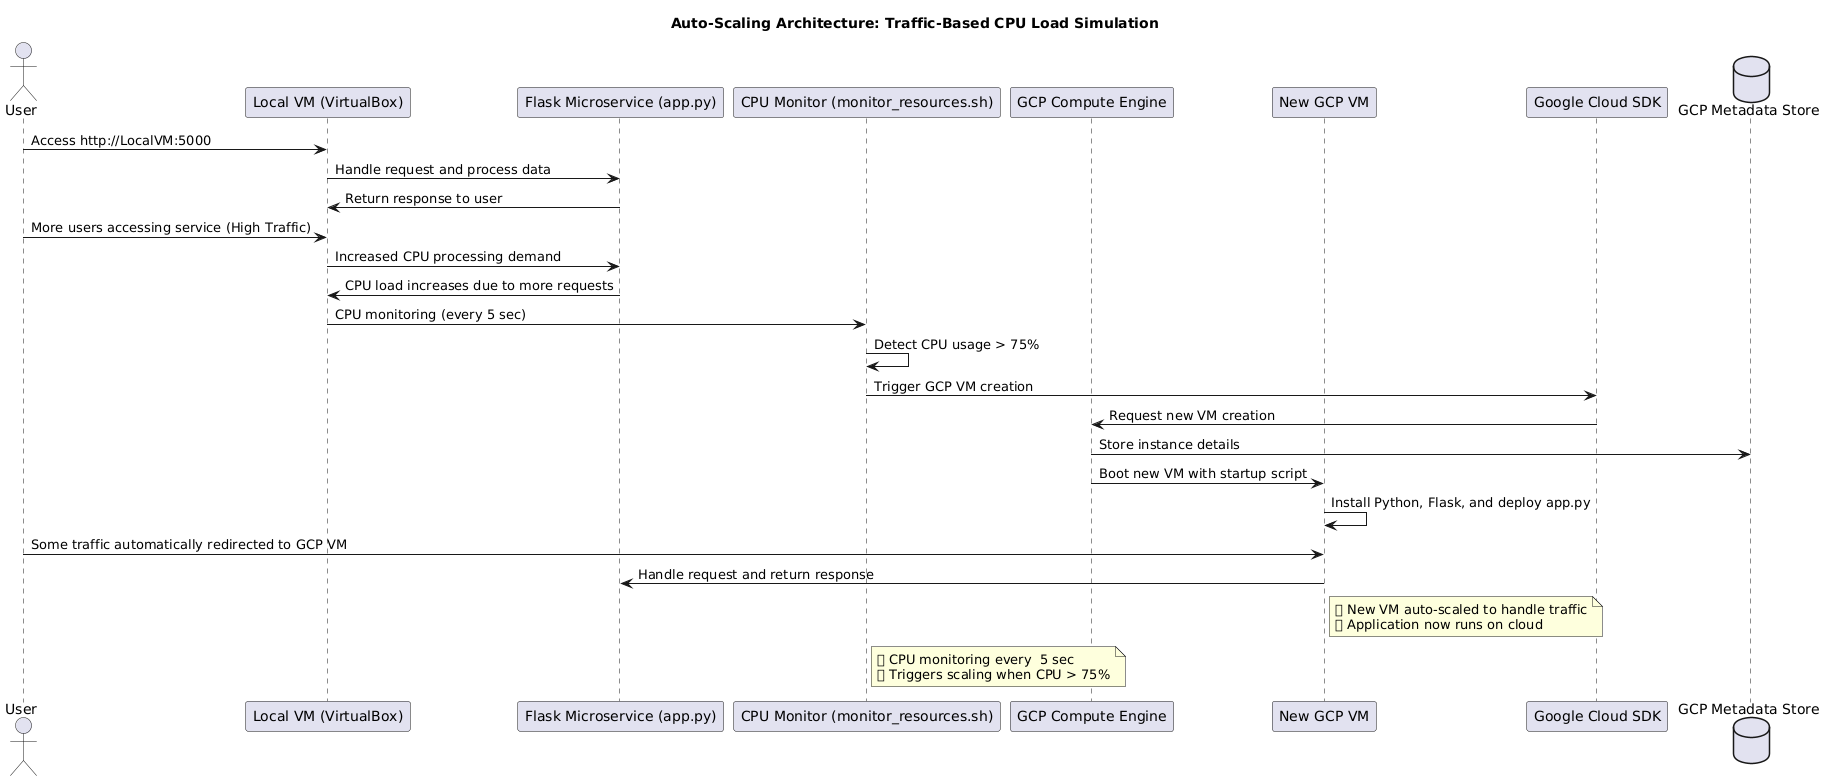 Auto-Scaling Architecture: Traffic-Based CPU Load Simulation
User
Local VM (VirtualBox)
Flask Microservice (app.py)
CPU Monitor (monitor_resources.sh)
GCP Compute Engine
New GCP VM
Google Cloud SDK
GCP Metadata Store
Access http://LocalVM:5000
Handle request and process data
Return response to user
More users accessing service (High Traffic)
Increased CPU processing demand
CPU load increases due to more requests
CPU monitoring (every 5 sec)
Detect CPU usage > 75%
Trigger GCP VM creation
Request new VM creation
Store instance details
Boot new VM with startup script
Install Python, Flask, and deploy app.py
Some traffic automatically redirected to GCP VM
Handle request and return response
▯ New VM auto-scaled to handle traffic
▯ Application now runs on cloud
▯ CPU monitoring every  5 sec
▯ Triggers scaling when CPU > 75%
User
Local VM (VirtualBox)
Flask Microservice (app.py)
CPU Monitor (monitor_resources.sh)
GCP Compute Engine
New GCP VM
Google Cloud SDK
GCP Metadata Store